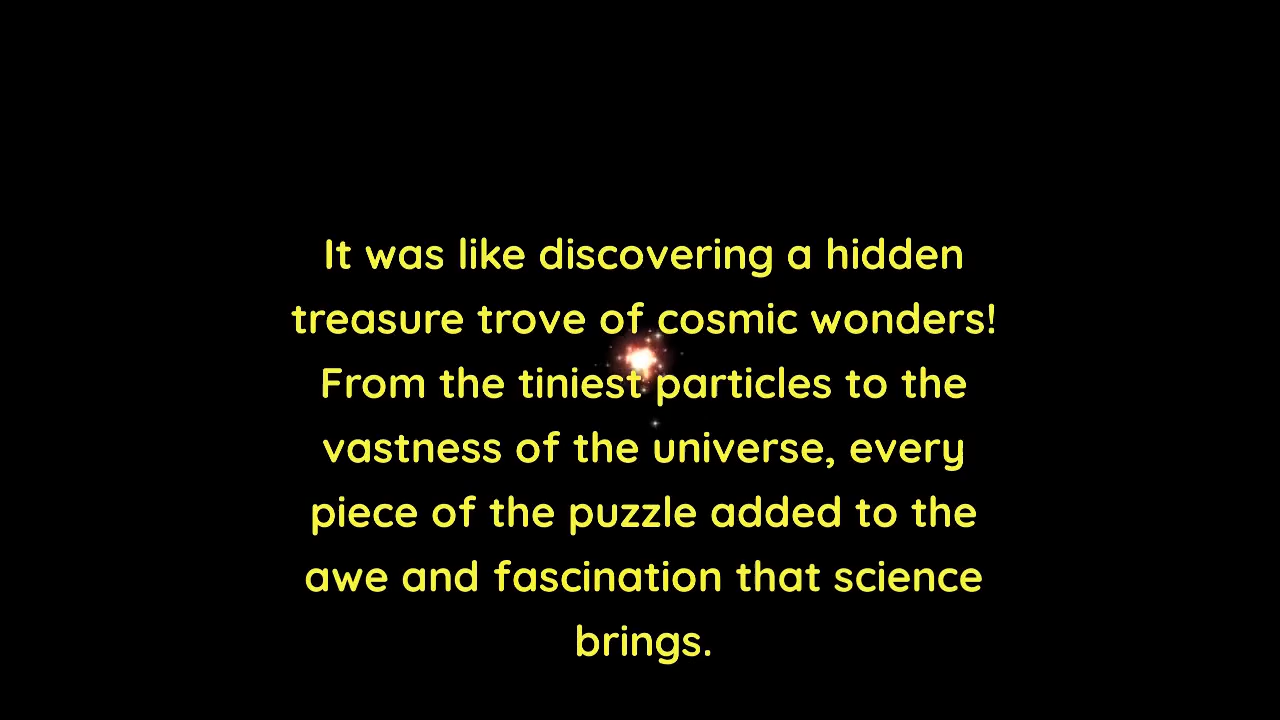 It was like discovering a hidden
treasure trove of cosmic wonders!
From the tiniest particles to the
vastness of the universe, every
piece of the puzzle added to the
awe and fascination that science
brings.